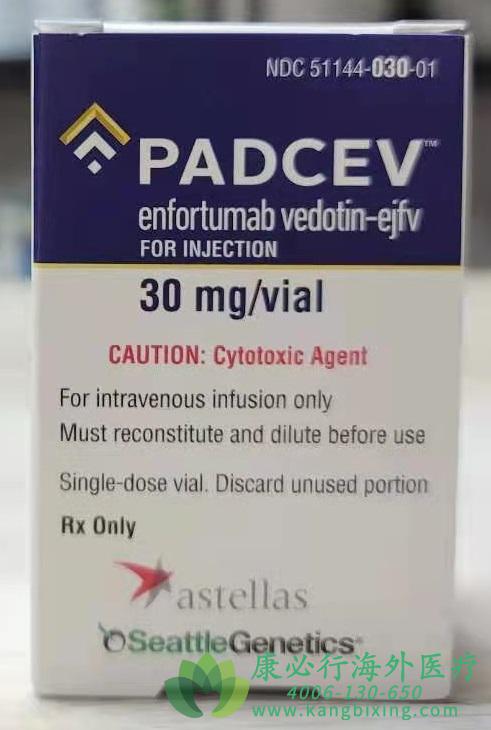 NDC 51144-030-01
PADCEV™
enfortumab vedotin-ejfv
FOR INJECTION
30 mg/vial
CAUTION: Cytotoxic Agent
For intravenous infusion only
Must reconstitute and dilute before use
Single-dose vial. Discard unused portion
Rx Only
astellas
SeattleGenetics®
康必行海外医疗
4006-130-650
www.kangbixing.com